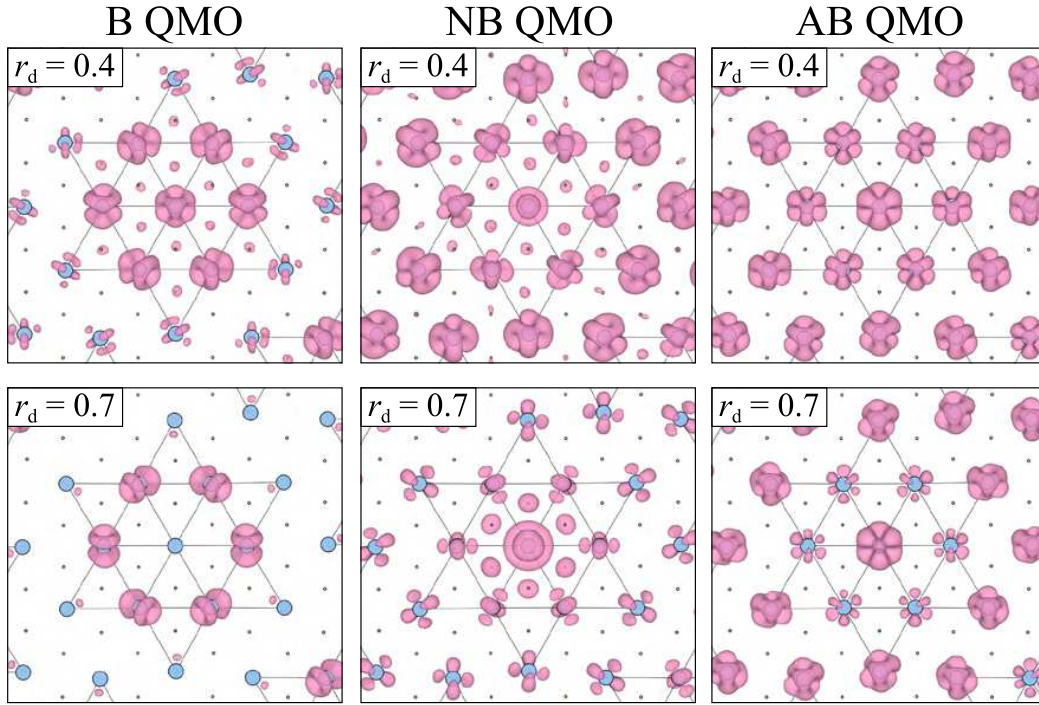 B QMO NB QMO AB QMO
r_d = 0.4 r_d = 0.4 r_d = 0.4
r_d = 0.7 r_d = 0.7 r_d = 0.7